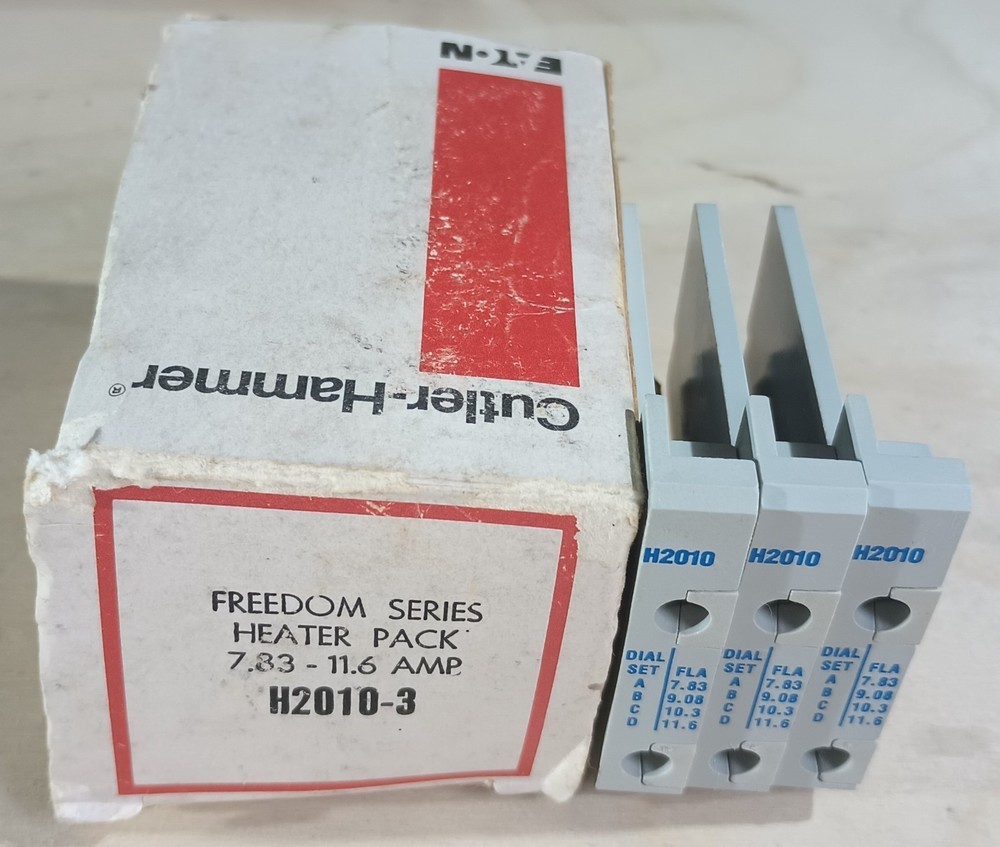 EATON
Cutler-Hammer®
FREEDOM SERIES
HEATER PACK
7.83 - 11.6 AMP
H2010-3
H2010
DIAL SET FLA
A 7.83
B 9.08
C 10.3
D 11.6
H2010
DIAL SET FLA
A 7.83
B 9.08
C 10.3
D 11.6
H2010
DIAL SET FLA
A 7.83
B 9.08
C 10.3
D 11.6